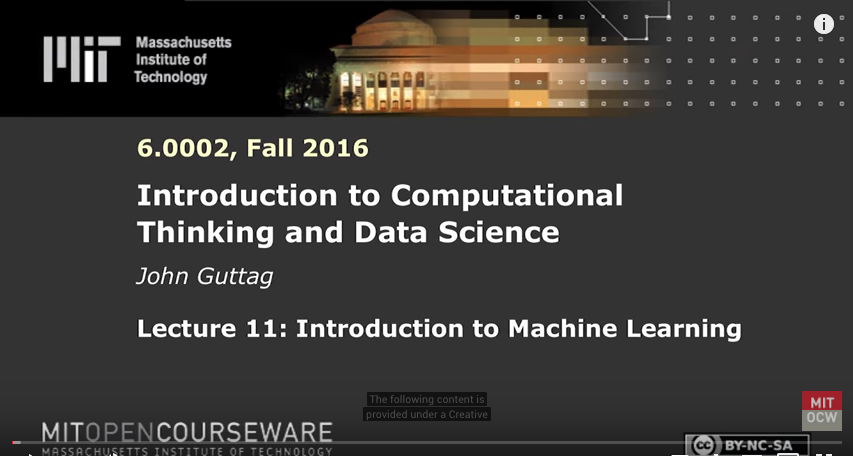 MIT
Massachusetts
Institute of
Technology
6.0002, Fall 2016
Introduction to Computational
Thinking and Data Science
John Guttag
Lecture 11: Introduction to Machine Learning
The following content is
provided under a Creative
MIT
OCW
MITOPENCOURSEWARE
MASSACHUSETTS INSTITUTE OF TECHNOLOGY
cc BY-NC-SA